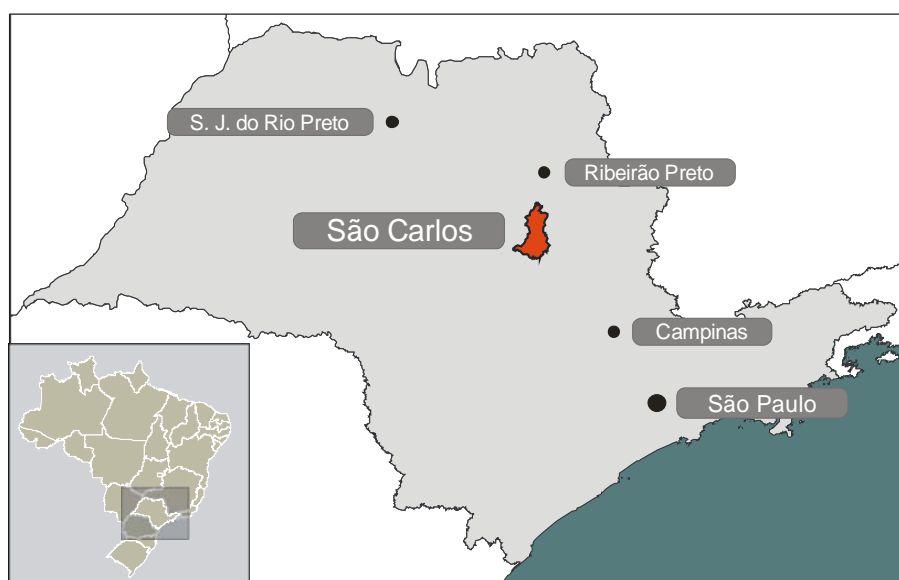 S. J. do Rio Preto
Ribeirão Preto
São Carlos
Campinas
São Paulo